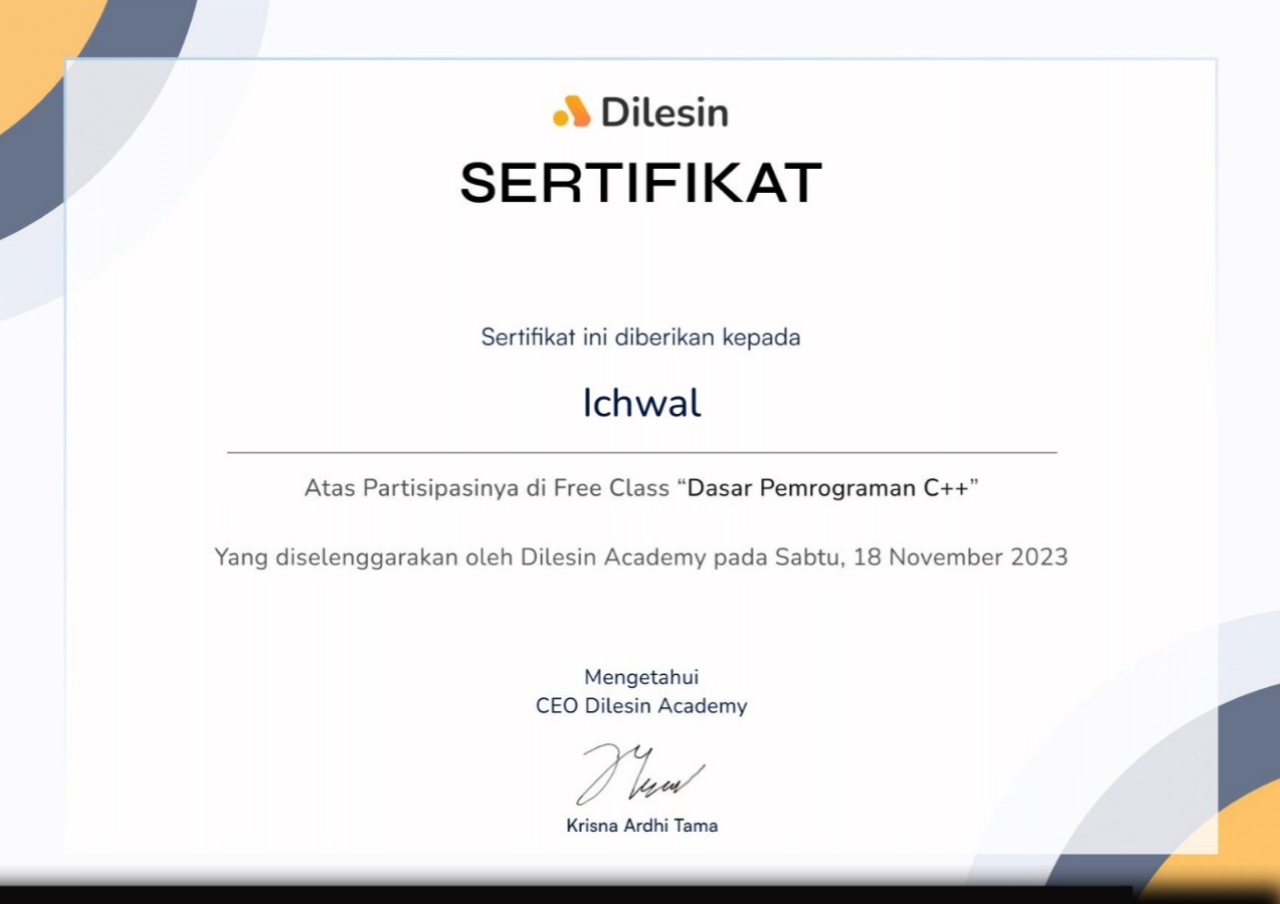 Dilesin
SERTIFIKAT
Sertifikat ini diberikan kepada
Ichwal
Atas Partisipasinya di Free Class “Dasar Pemrograman C++”
Yang diselenggarakan oleh Dilesin Academy pada Sabtu, 18 November 2023
Mengetahui
CEO Dilesin Academy
Krisna Ardhi Tama